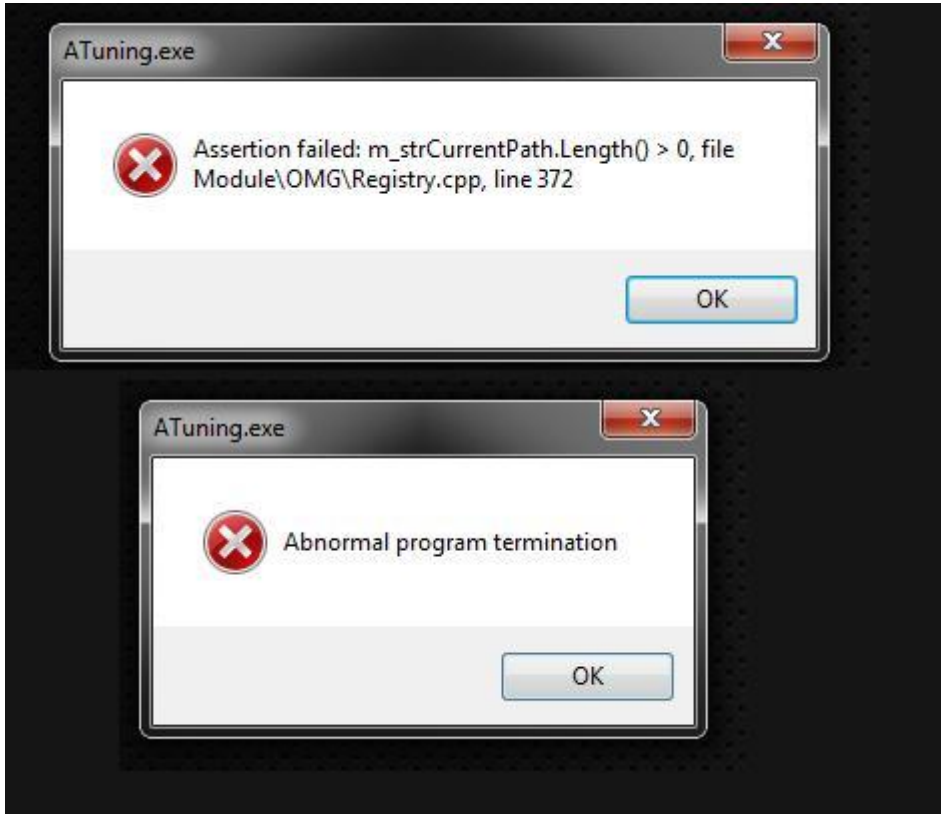 ATuning.exe
Assertion failed: m_strCurrentPath.Length() > 0, file
Module\OMG\Registry.cpp, line 372
OK
ATuning.exe
Abnormal program termination
OK